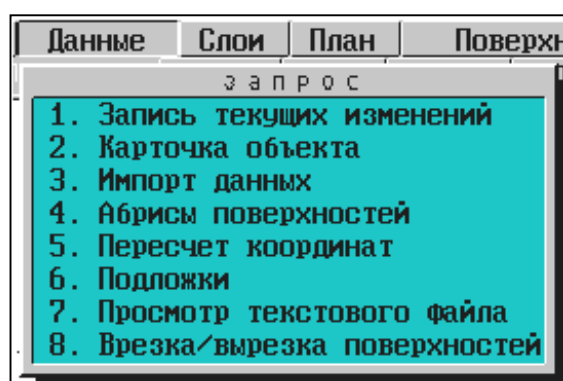 Данные Слои План Поверхн
запрос
1. Запись текущих изменений
2. Карточка объекта
3. Импорт данных
4. Абрисы поверхностей
5. Пересчет координат
6. Подложки
7. Просмотр текстового файла
8. Врезка/вырезка поверхностей